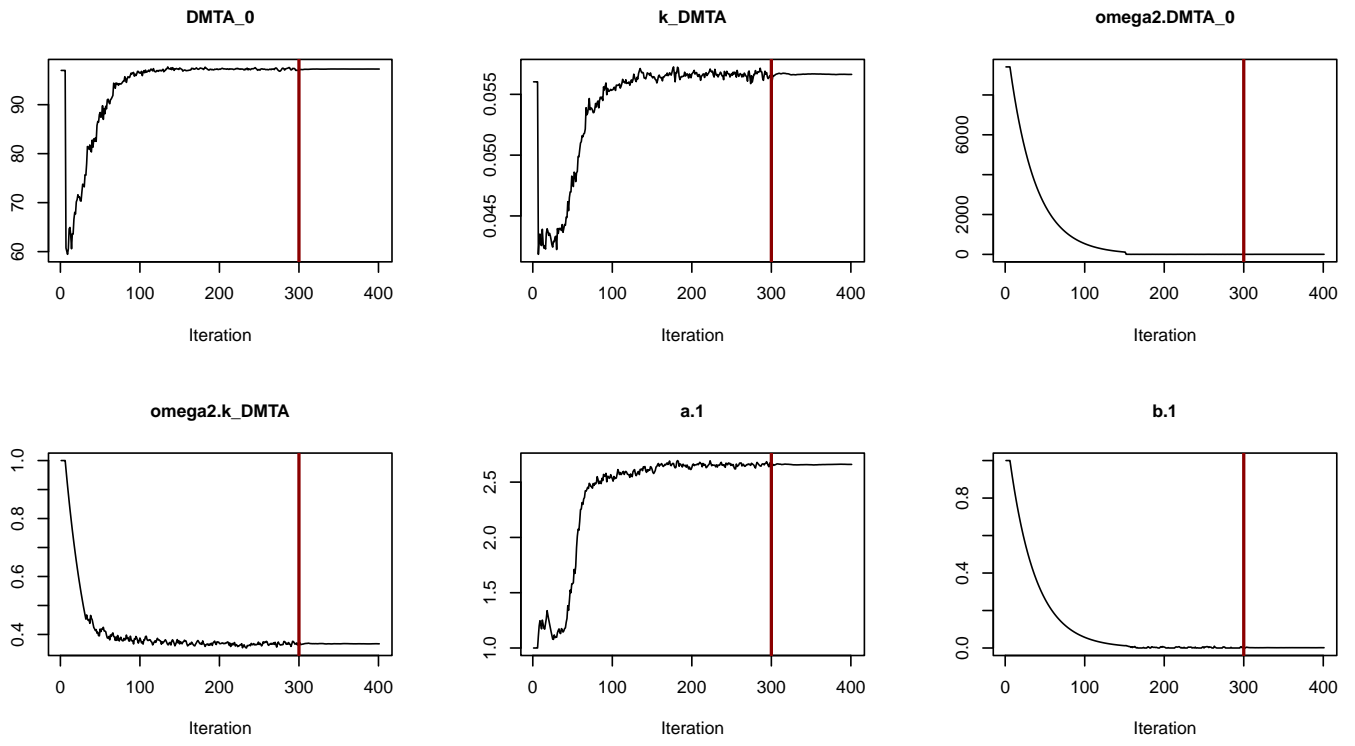 DMTA_0
k_DMTA
omega2.DMTA_0
60 70 80 90
0.045 0.050 0.055
0 2000 6000
0 100 200 300 400
0 100 200 300 400
0 100 200 300 400
Iteration
Iteration
Iteration
omega2.k_DMTA
a.1
b.1
0.4 0.6 0.8 1.0
1.0 1.5 2.0 2.5
0.0 0.4 0.8
0 100 200 300 400
0 100 200 300 400
0 100 200 300 400
Iteration
Iteration
Iteration